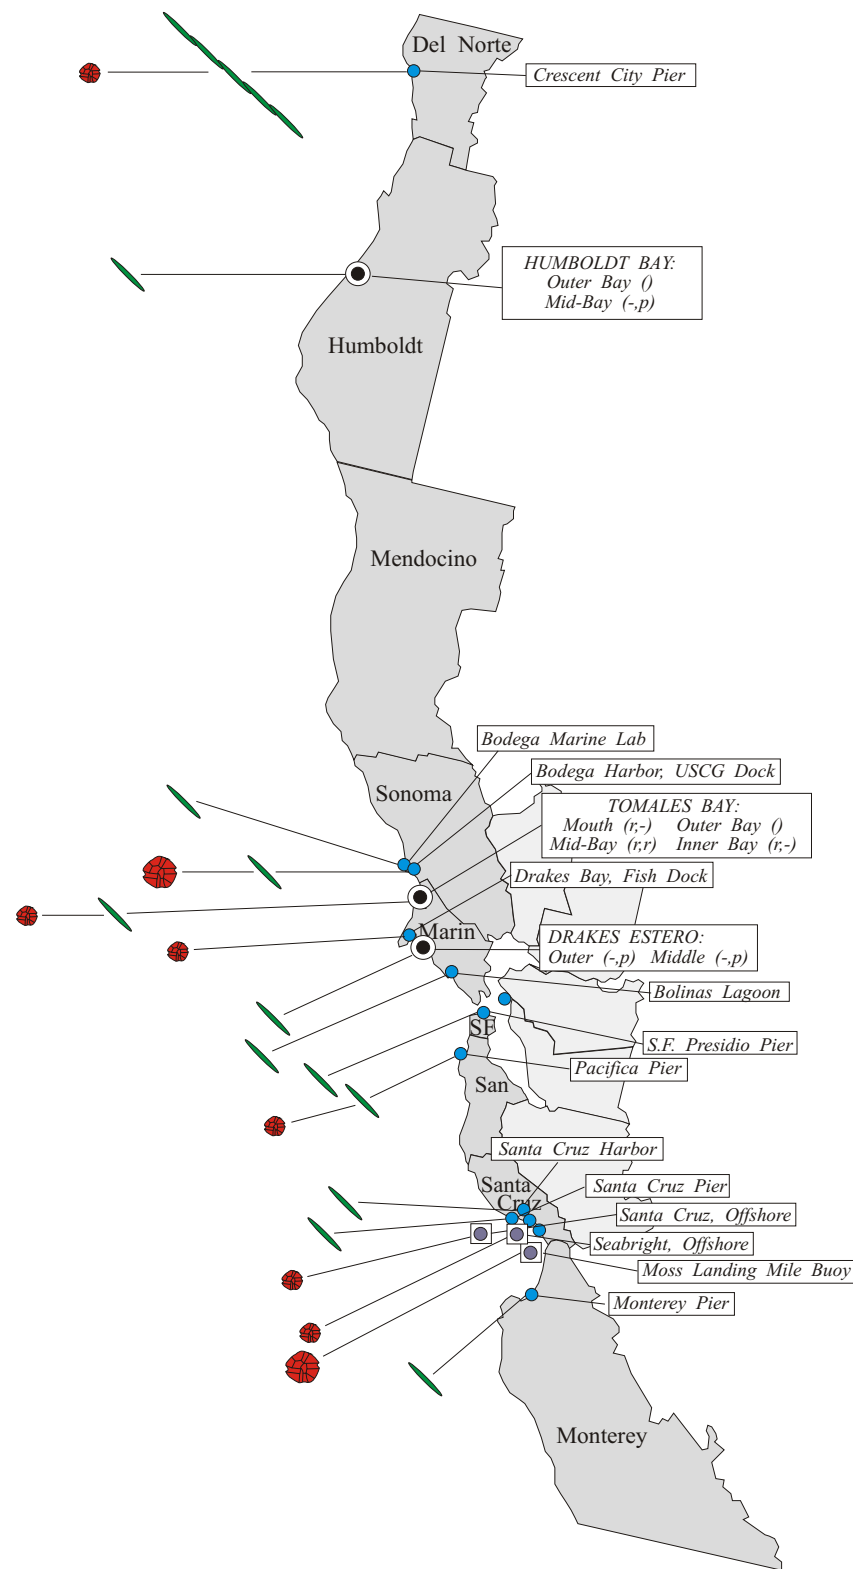 Del Norte
Crescent City Pier
HUMBOLDT BAY:
Outer Bay ()
Mid-Bay (-,p)
Humboldt
Mendocino
Bodega Marine Lab
Bodega Harbor, USCG Dock
Sonoma
TOMALES BAY:
Mouth (r,-) Outer Bay ()
Mid-Bay (r,r) Inner Bay (r,-)
Drakes Bay, Fish Dock
Marin
DRAKES ESTERO:
Outer (-,p) Middle (-,p)
Bolinas Lagoon
SF
S.F. Presidio Pier
Pacifica Pier
San
Santa Cruz Harbor
Santa
Cruz
Santa Cruz Pier
Santa Cruz, Offshore
Seabright, Offshore
Moss Landing Mile Buoy
Monterey Pier
Monterey